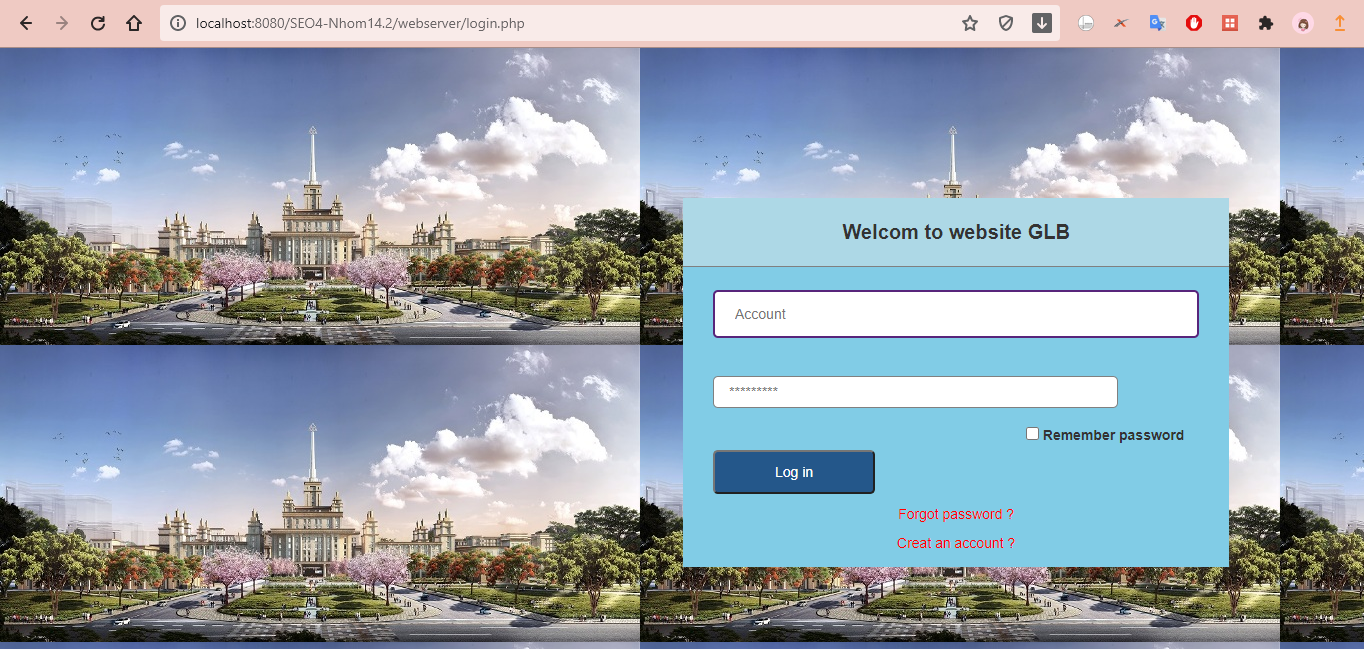 localhost:8080/SEO4-Nhom14.2/webserver/login.php
Welcom to website GLB
Account
*********
Remember password
Log in
Forgot password ?
Creat an account ?